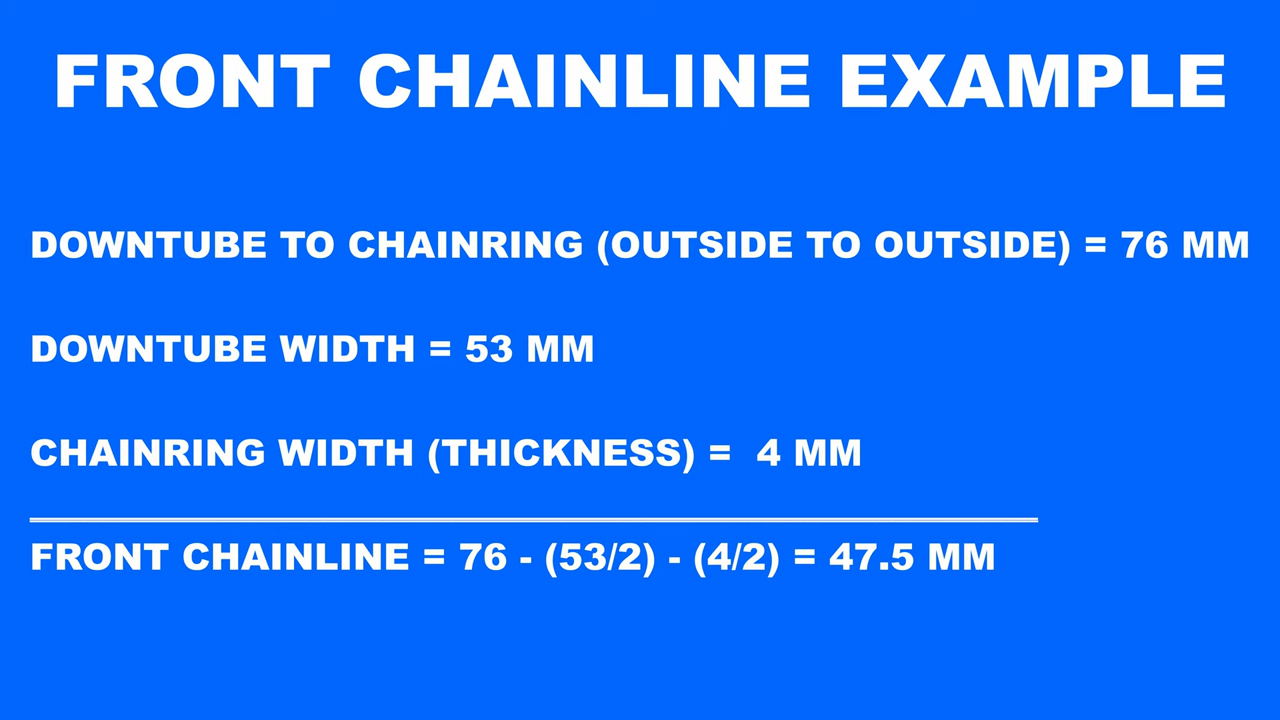 FRONT CHAINLINE EXAMPLE
DOWNTUBE TO CHAINRING (OUTSIDE TO OUTSIDE) = 76 MM
DOWNTUBE WIDTH = 53 MM
CHAINRING WIDTH (THICKNESS) =  4 MM
FRONT CHAINLINE = 76 - (53/2) - (4/2) = 47.5 MM